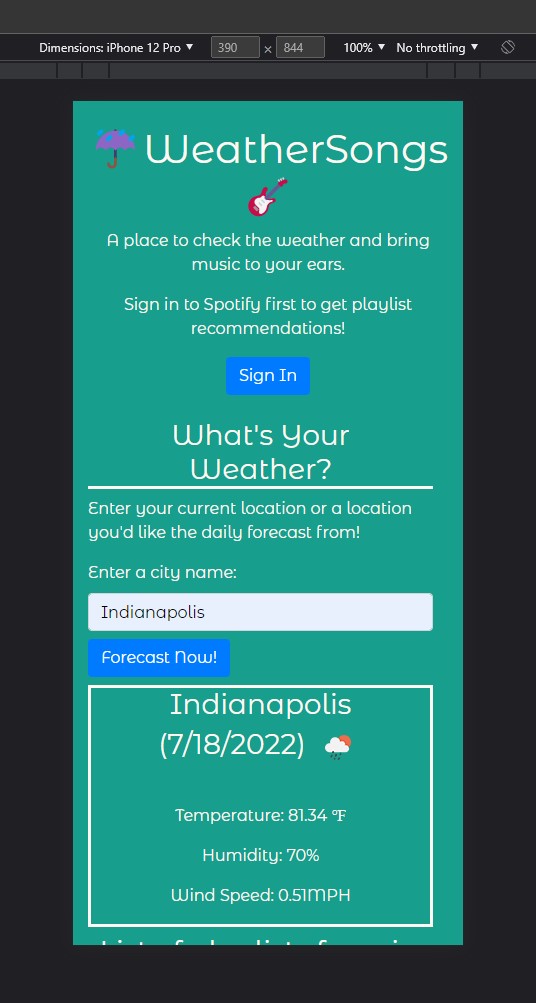 Dimensions: iPhone 12 Pro ▼ 390 × 844 100% ▼ No throttling ▼
WeatherSongs
A place to check the weather and bring
music to your ears.
Sign in to Spotify first to get playlist
recommendations!
Sign In
What's Your
Weather?
Enter your current location or a location
you'd like the daily forecast from!
Enter a city name:
Indianapolis
Forecast Now!
Indianapolis
(7/18/2022)
Temperature: 81.34 °F
Humidity: 70%
Wind Speed: 0.51MPH